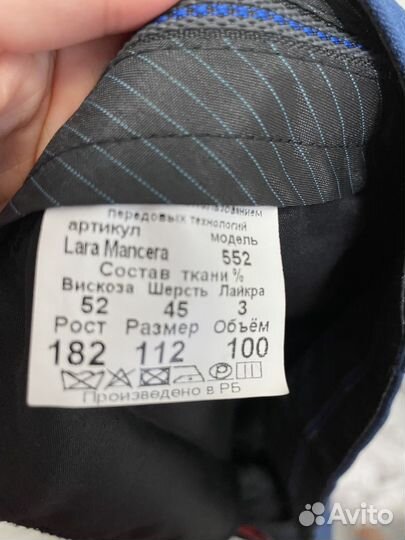 Передовых технологий
артикул модель
Lara Mancera 552
Состав ткани %
Вискоза Шерсть Лайкра
52 45 3
Рост Размер Объём
182 112 100
Произведено в РБ
Avito